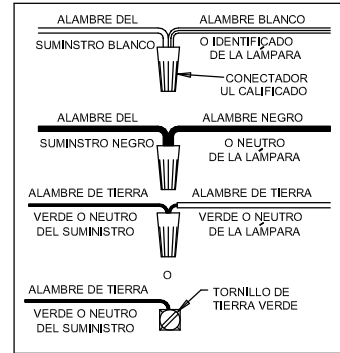 ALAMBRE DEL
SUMINSTRO BLANCO
ALAMBRE BLANCO
O IDENTIFICADO
DE LA LÁMPARA
CONECTADOR
UL CALIFICADO
ALAMBRE DEL
SUMINSTRO NEGRO
ALAMBRE NEGRO
O NEUTRO
DE LA LÁMPARA
ALAMBRE DE TIERRA
VERDE O NEUTRO
DEL SUMINISTRO
ALAMBRE DE TIERRA
VERDE O NEUTRO
DE LA LÁMPARA
O
ALAMBRE DE TIERRA
VERDE O NEUTRO
DEL SUMINISTRO
TORNILLO DE
TIERRA VERDE